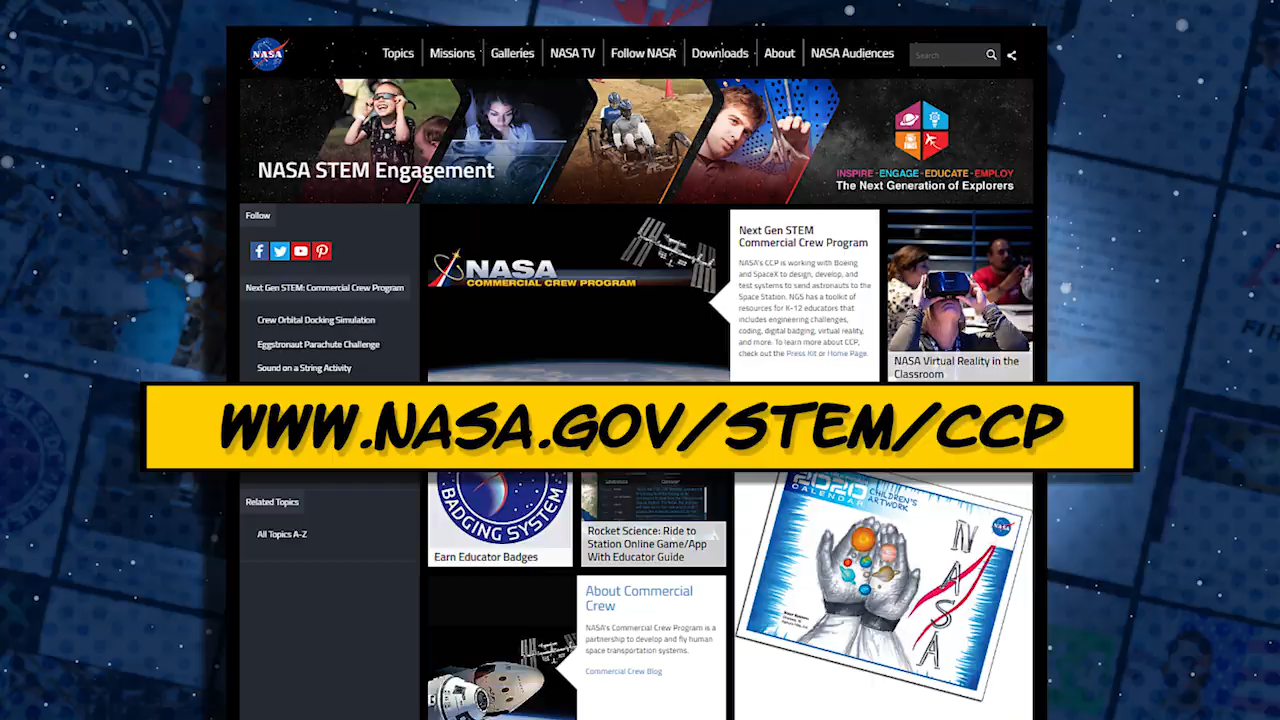 NASA
Topics
Missions
Galleries
NASA TV
Follow NASA
Downloads
About
NASA Audiences
Search
NASA STEM Engagement
INSPIRE - ENGAGE - EDUCATE - EMPLOY
The Next Generation of Explorers
Follow
Next Gen STEM: Commercial Crew Program
Crew Orbital Docking Simulation
Eggstronaut Parachute Challenge
Sound on a String Activity
NASA
COMMERCIAL CREW PROGRAM
Next Gen STEM
Commercial Crew Program
NASA's CCP is working with Boeing
and SpaceX to design, develop, and
test systems to send astronauts to the
Space Station. NGS has a toolkit of
resources for K-12 educators that
includes engineering challenges,
coding, digital badging, virtual reality,
and more. To learn more about CCP,
check out the Press Kit or Home Page.
NASA Virtual Reality in the
Classroom
WWW.NASA.GOV/STEM/CCP
Related Topics
All Topics A-Z
BADGING SYSTEM
Earn Educator Badges
Rocket Science: Ride to
Station Online Game/App
With Educator Guide
2020
CALENDAR
CHILDREN'S
ARTWORK
NASA
NASA
About Commercial
Crew
NASA's Commercial Crew Program is a
partnership to develop and fly human
space transportation systems.
Commercial Crew Blog